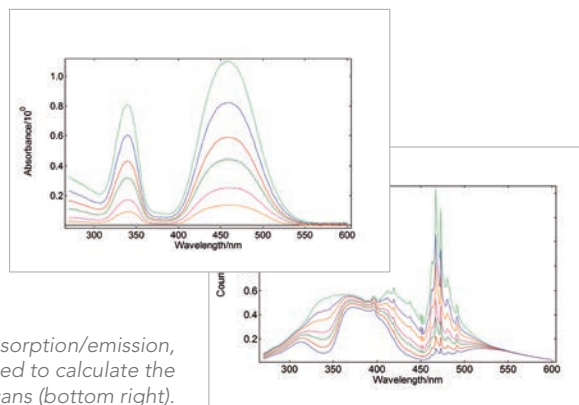 1.0
0.8
0.6
0.4
0.2
Absorbance/10⁰
300 350 400 450 500 550 600
Wavelength/nm
0.6
0.4
0.2
300 350 400 450 500 550 600
Wavelength/nm
sorption/emission,
ed to calculate the
ans (bottom right).